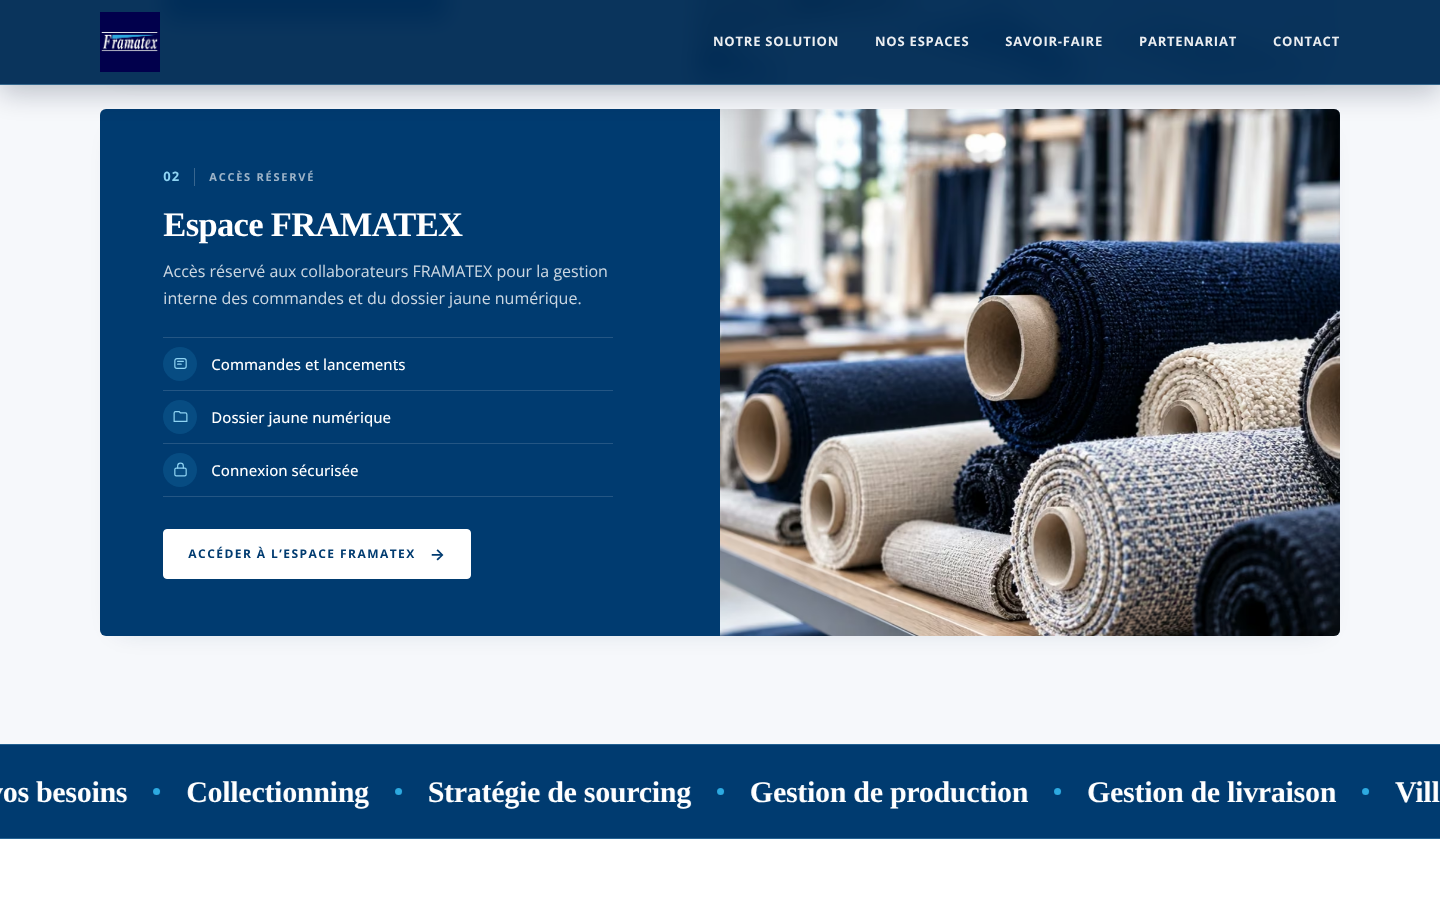 Framatex
NOTRE SOLUTION
NOS ESPACES
SAVOIR-FAIRE
PARTENARIAT
CONTACT
02
ACCÈS RÉSERVÉ
Espace FRAMATEX
Accès réservé aux collaborateurs FRAMATEX pour la gestion
interne des commandes et du dossier jaune numérique.
Commandes et lancements
Dossier jaune numérique
Connexion sécurisée
ACCÉDER À L’ESPACE FRAMATEX →
vos besoins • Collectionning • Stratégie de sourcing • Gestion de production • Gestion de livraison • Vill